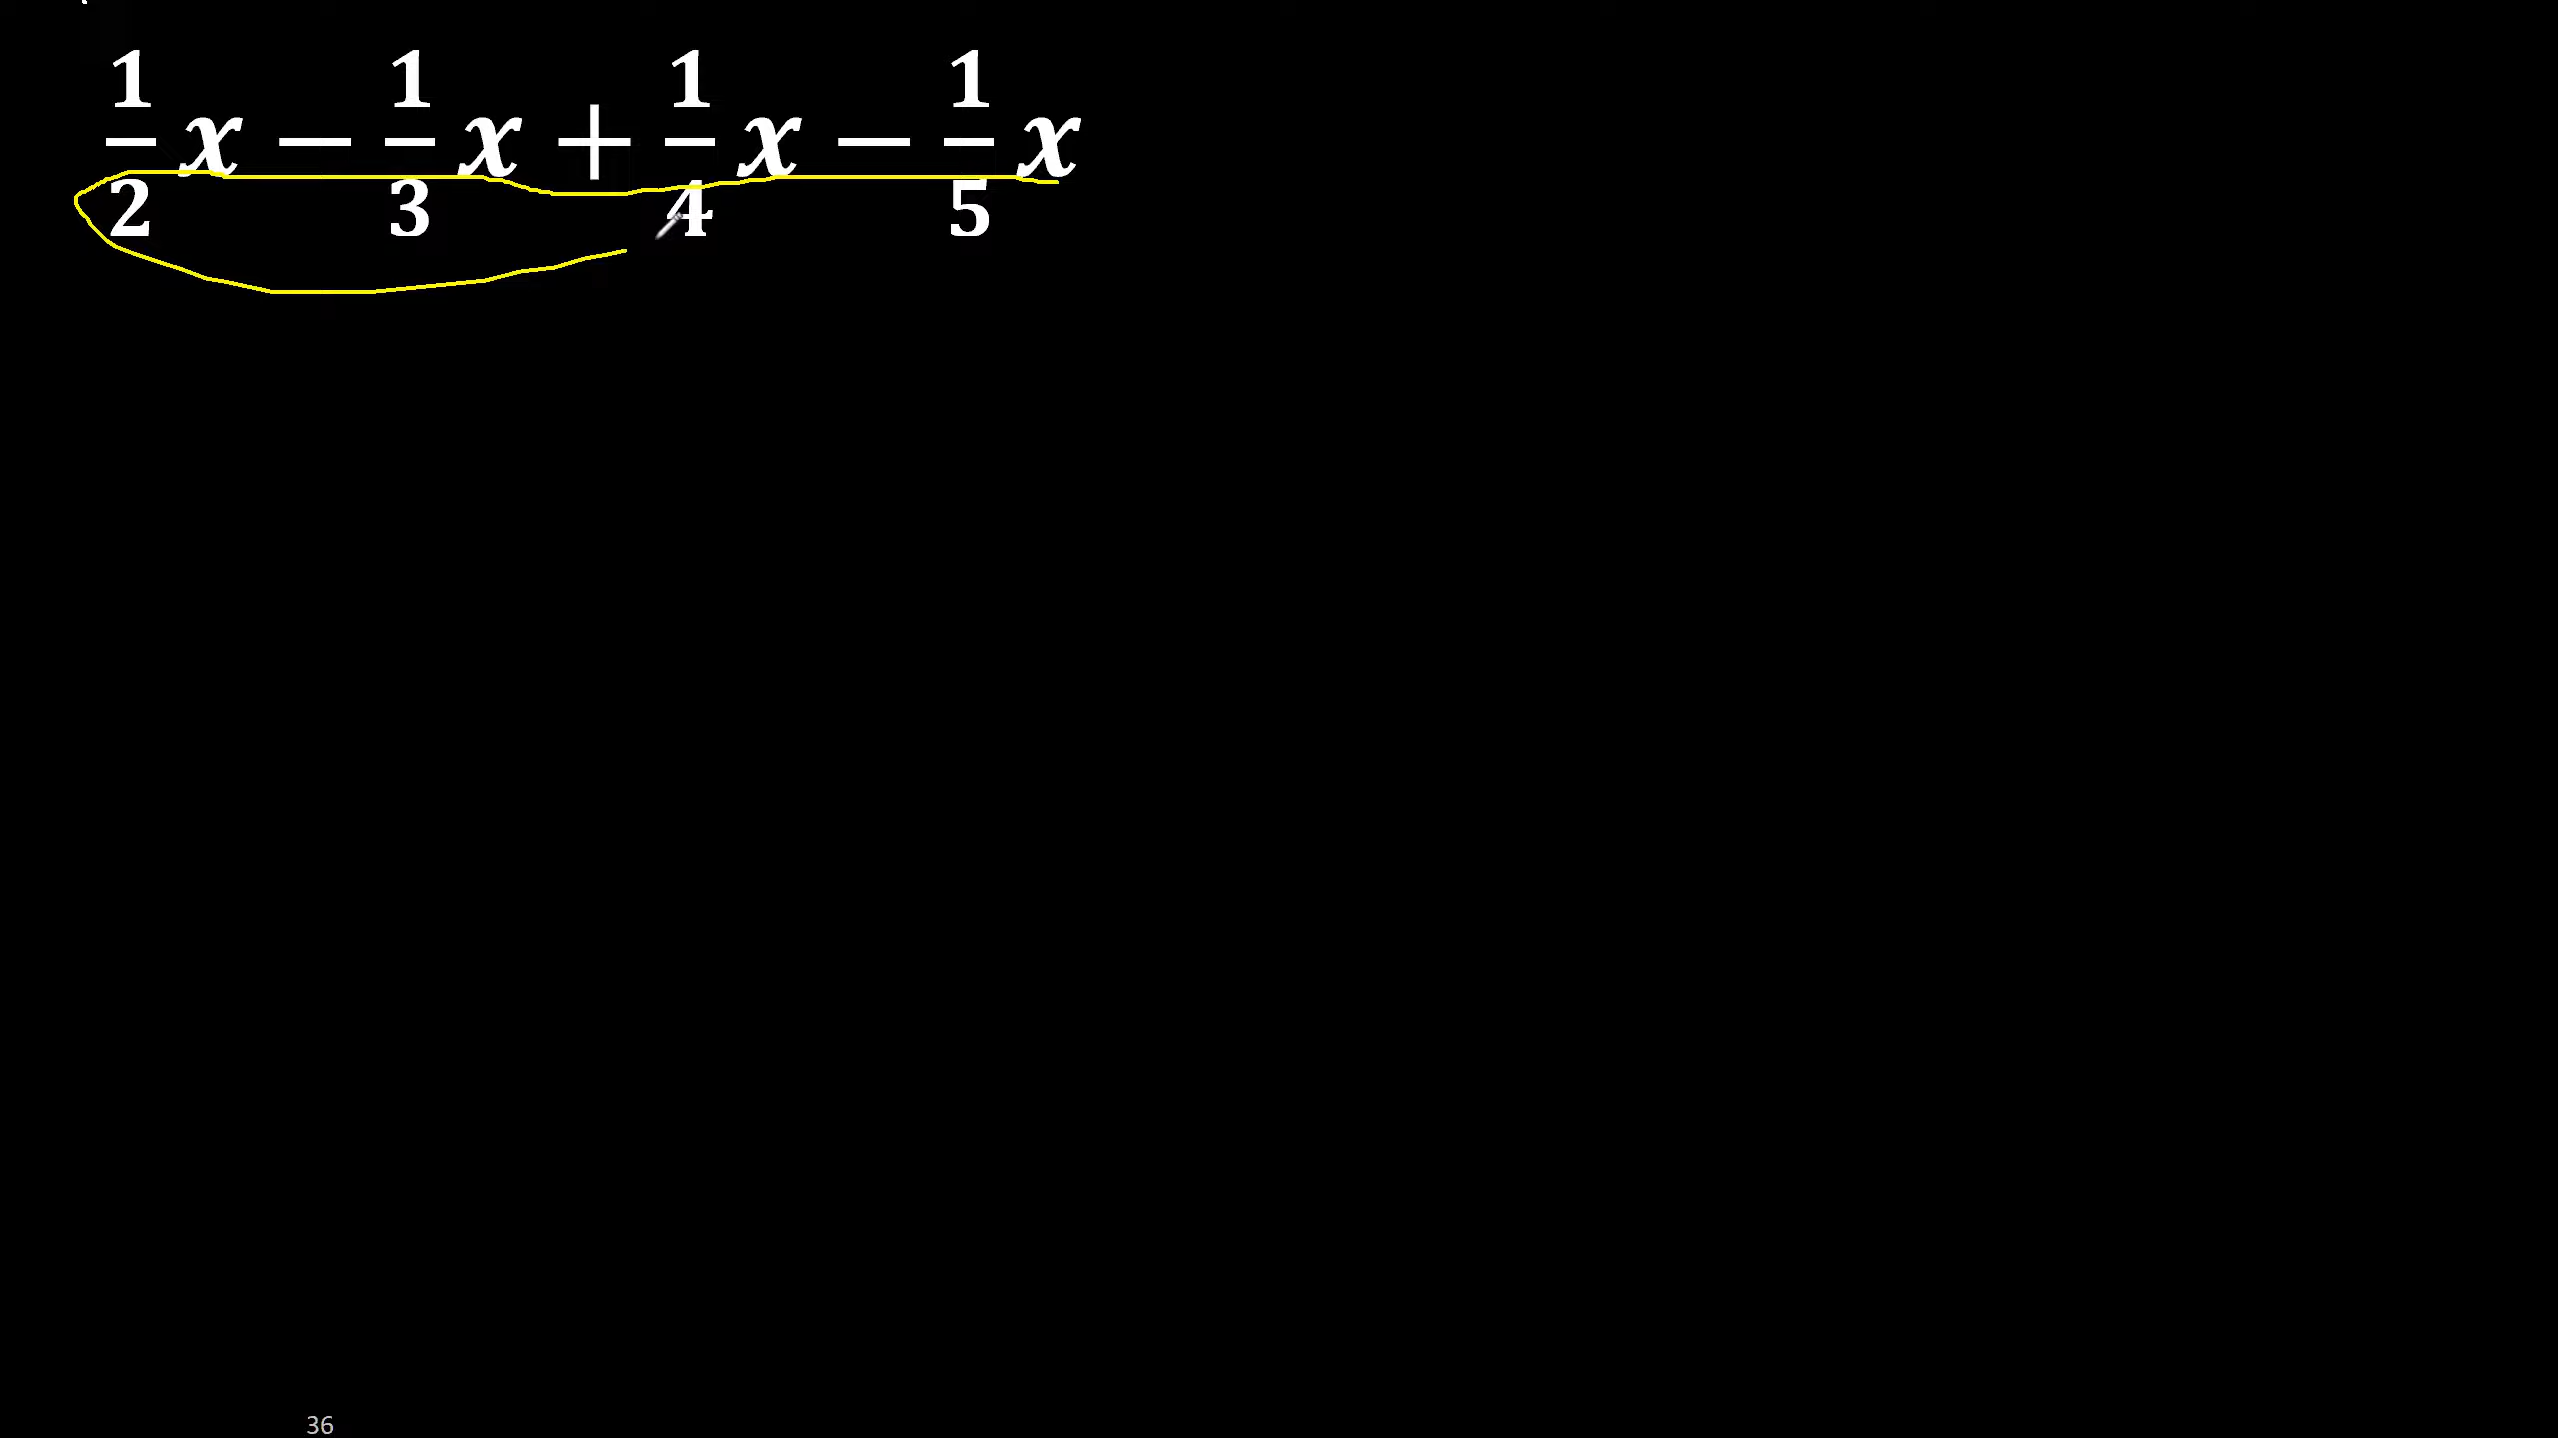 1/2 x − 1/3 x + 1/4 x − 1/5 x
36